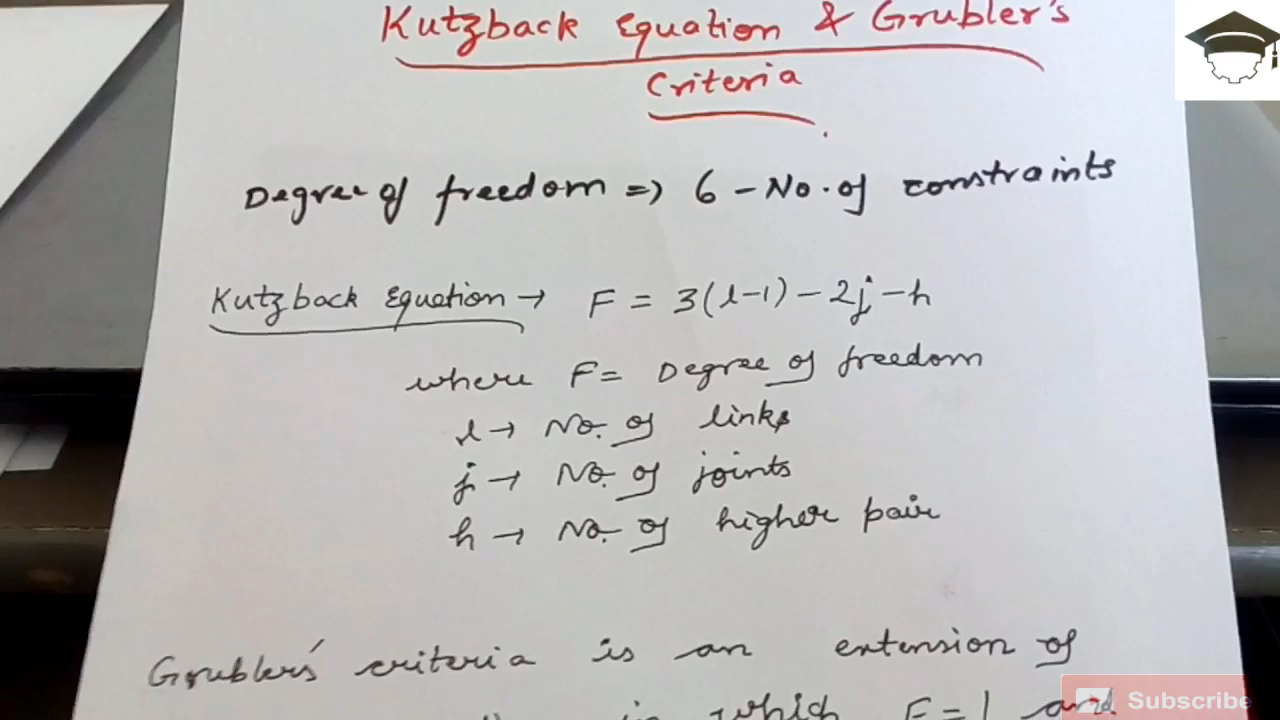 Kutzback Equation & Grubler's
Criteria
Degree of freedom => 6 - No. of constraints
Kutzback Equation → F = 3(l-1) - 2j - h
where F = Degree of freedom
l → No. of links
j → No. of joints
h → No. of higher pair
Grubler's criteria is an extension of
in which F=1 and
Subscribe